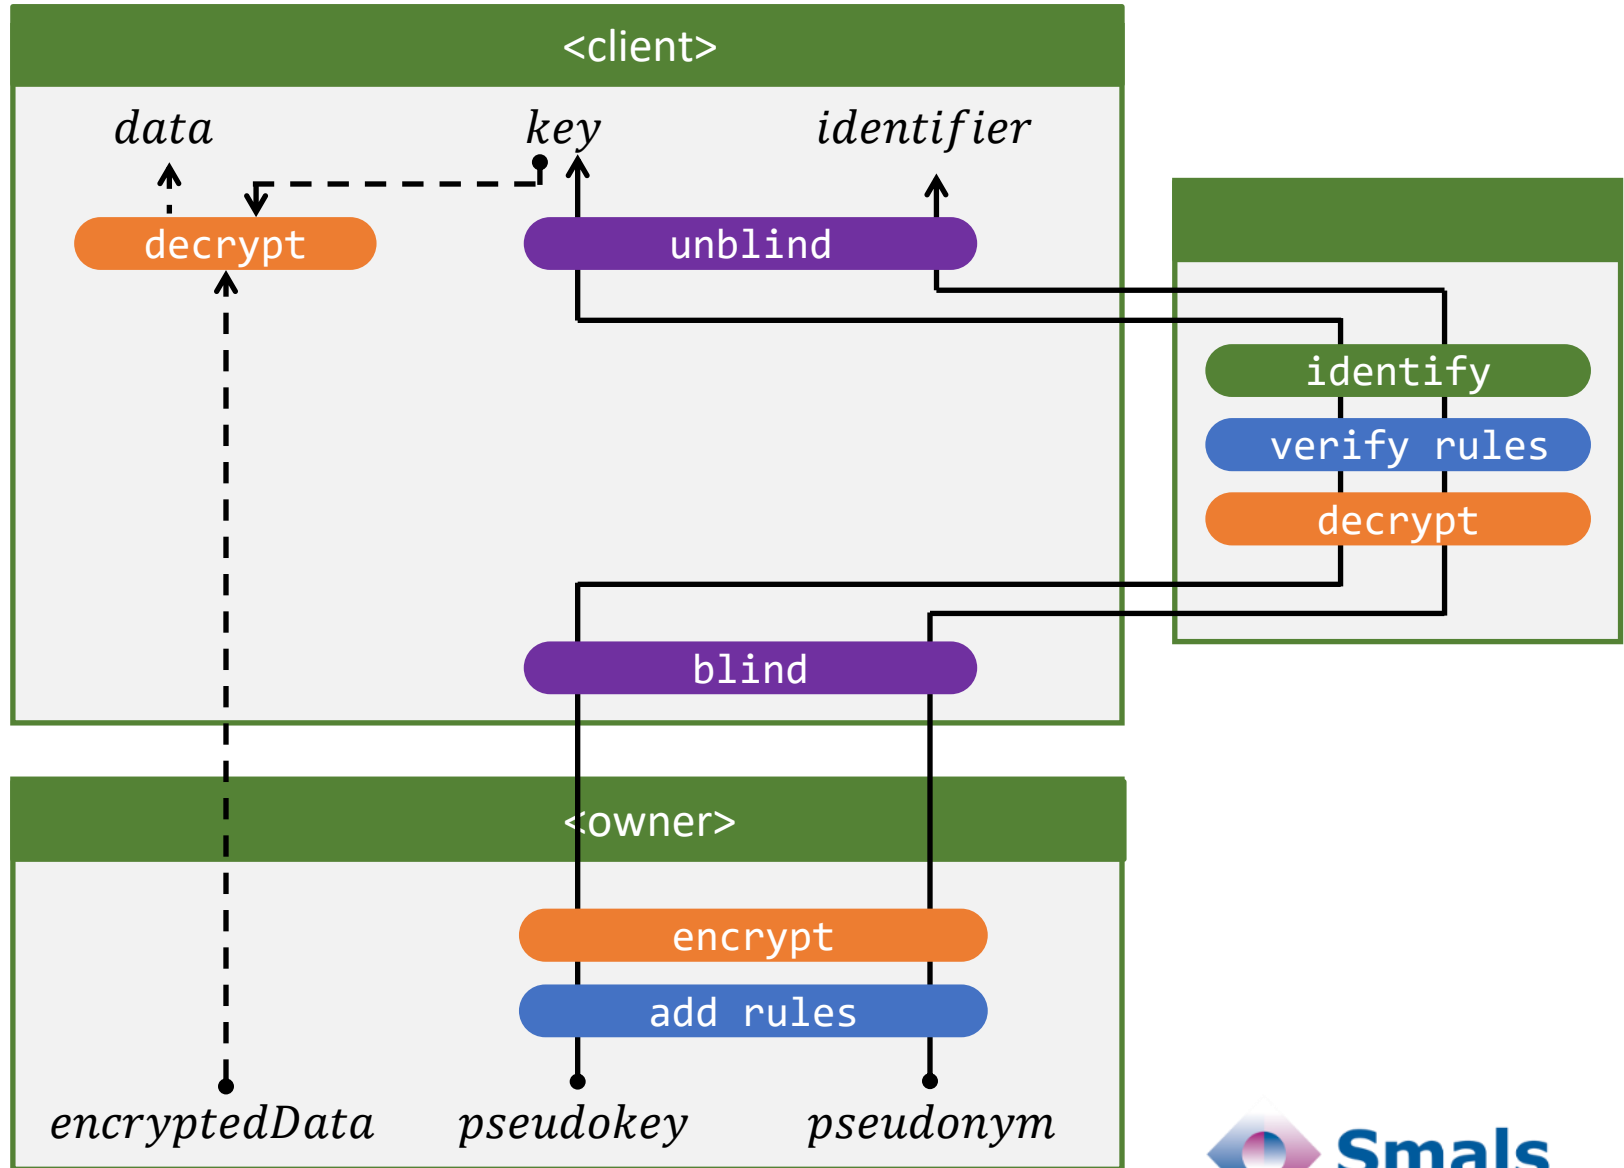 <client>
data key identifier
decrypt unblind
identify
verify rules
decrypt
blind
<owner>
encrypt
add rules
encryptedData pseudokey pseudonym
Smals